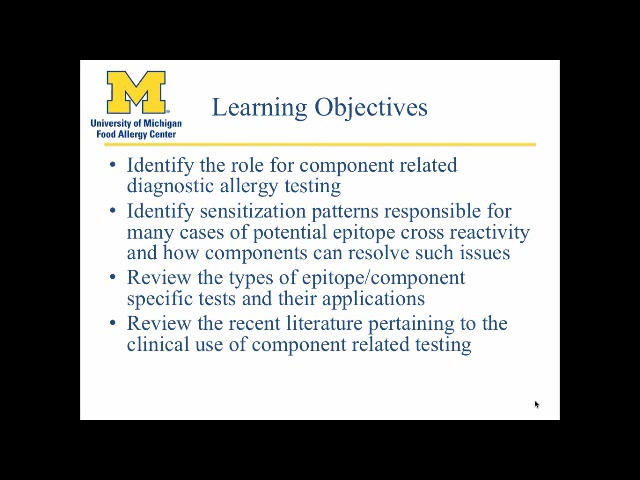 M
University of Michigan
Food Allergy Center
Learning Objectives
• Identify the role for component related
diagnostic allergy testing
• Identify sensitization patterns responsible for
many cases of potential epitope cross reactivity
and how components can resolve such issues
• Review the types of epitope/component
specific tests and their applications
• Review the recent literature pertaining to the
clinical use of component related testing